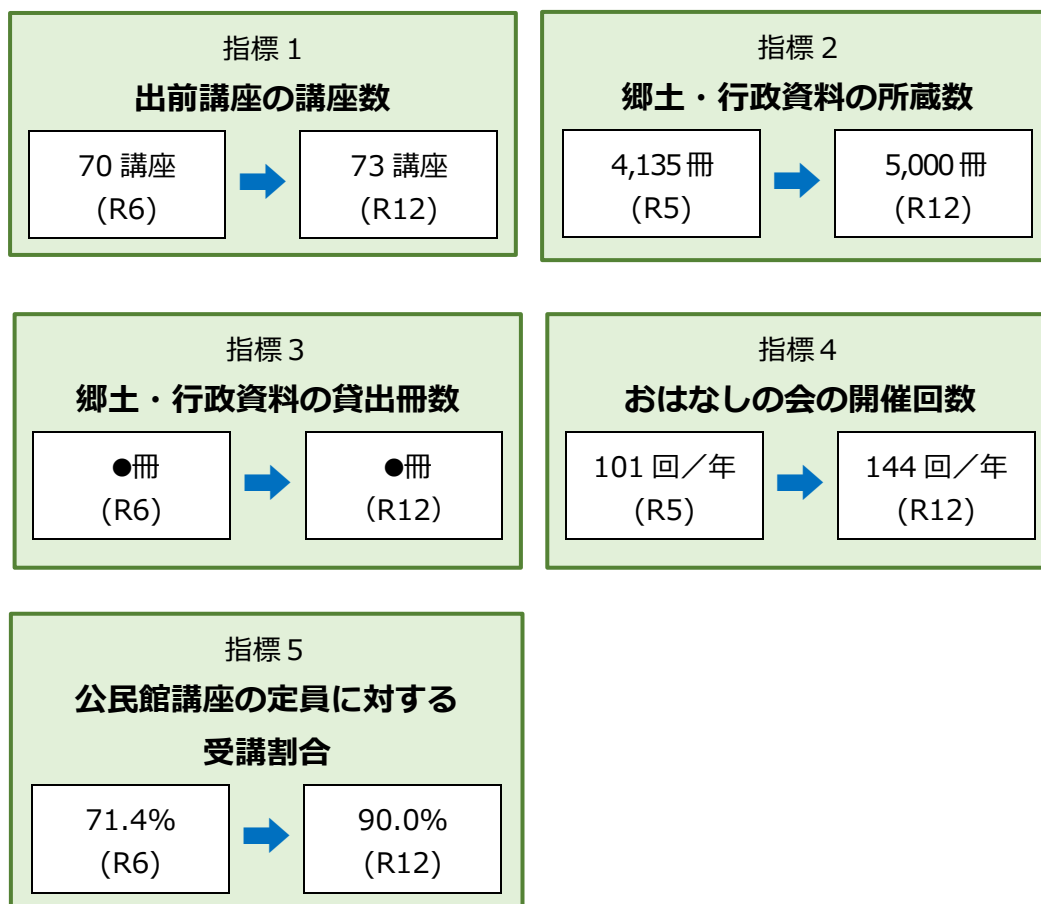 指標１
出前講座の講座数
70 講座
(R6)
73 講座
(R12)
指標２
郷土・行政資料の所蔵数
4,135 冊
(R5)
5,000 冊
(R12)
指標３
郷土・行政資料の貸出冊数
●冊
(R6)
●冊
（R12）
指標４
おはなしの会の開催回数
101 回／年
(R5)
144 回／年
(R12)
指標５
公民館講座の定員に対する
受講割合
71.4%
(R6)
90.0%
(R12)